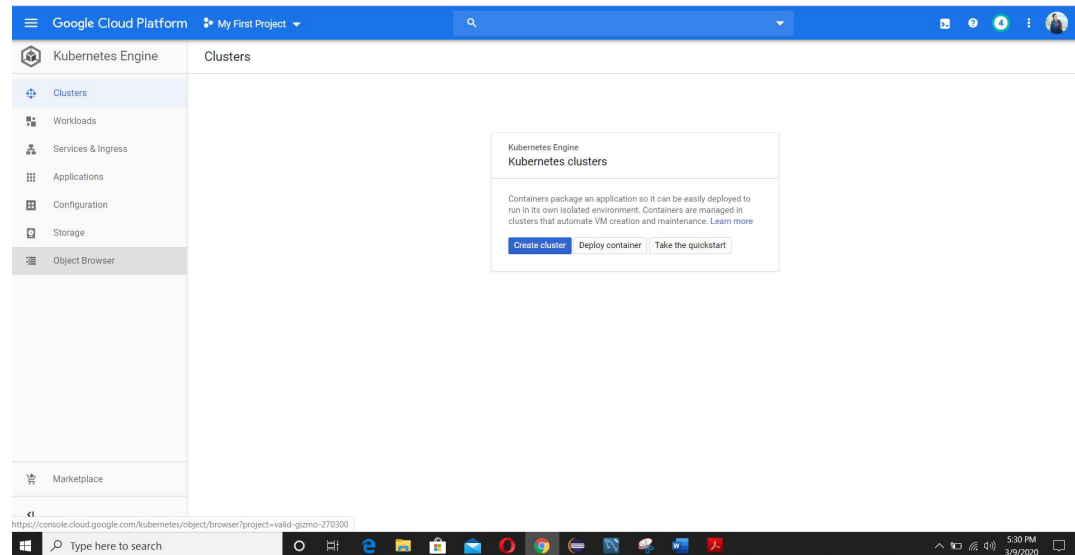 Google Cloud Platform
My First Project
4
Kubernetes Engine
Clusters
Clusters
Workloads
Services & Ingress
Applications
Configuration
Storage
Object Browser
Kubernetes Engine
Kubernetes clusters
Containers package an application so it can be easily deployed to
run in its own isolated environment. Containers are managed in
clusters that automate VM creation and maintenance. Learn more
Create cluster Deploy container Take the quickstart
Marketplace
https://console.cloud.google.com/kubernetes/object/browser?project=valid-gizmo-270300
Type here to search
5:30 PM
3/9/2020